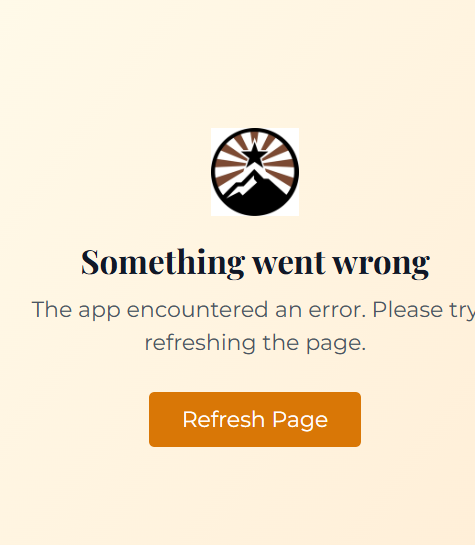 Something went wrong
The app encountered an error. Please try
refreshing the page.
Refresh Page